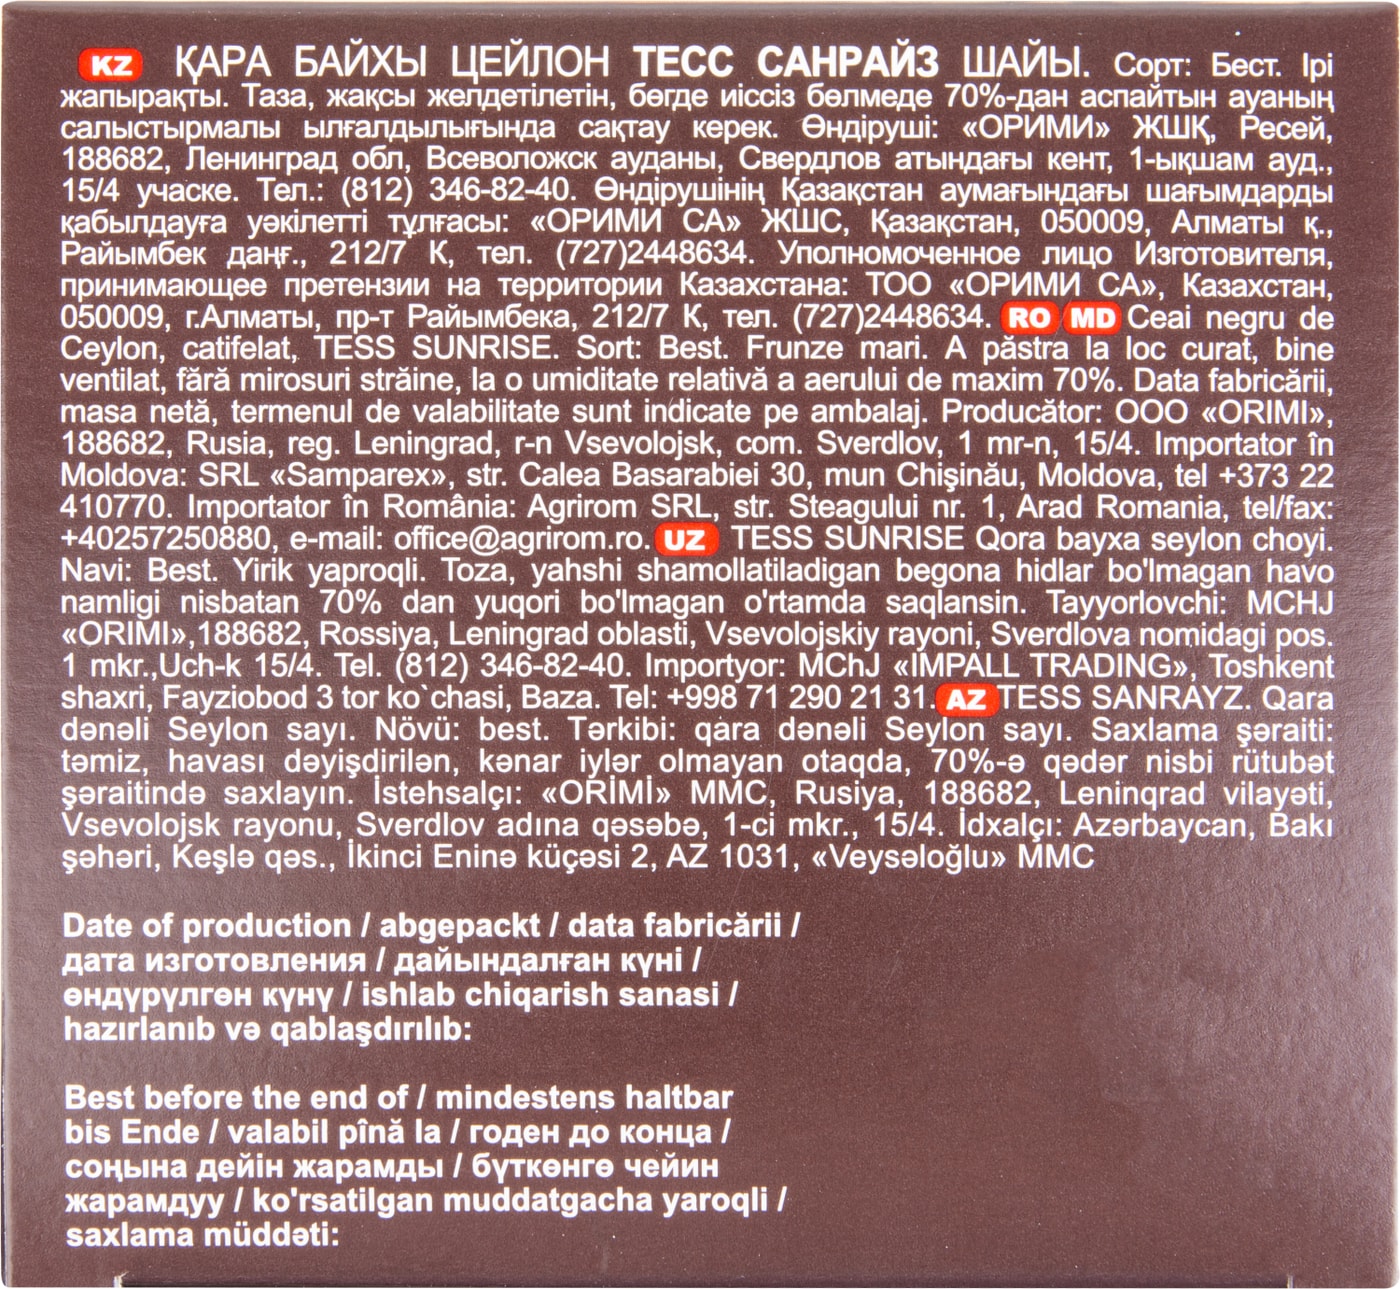 KZ ҚАРА БАЙХЫ ЦЕЙЛОН ТЕСС САНРАЙЗ ШАЙЫ. Сорт: Бест. Ірі
жапырақты. Таза, жақсы желдетілетін, бөгде иіссіз бөлмеде 70%-дан аспайтын ауаның
салыстырмалы ылғалдылығында сақтау керек. Өндіруші: «ОРИМИ» ЖШҚ, Ресей,
188682, Ленинград обл, Всеволожск ауданы, Свердлов атындағы кент, 1-ықшам ауд.,
15/4 учаске. Тел.: (812) 346-82-40. Өндірушінің Қазақстан аумағындағы шағымдарды
қабылдауға уәкілетті тұлғасы: «ОРИМИ СА» ЖШС, Қазақстан, 050009, Алматы қ.,
Райымбек даңғ., 212/7 К, тел. (727)2448634. Уполномоченное лицо Изготовителя,
принимающее претензии на территории Казахстана: ТОО «ОРИМИ СА», Казахстан,
050009, г.Алматы, пр-т Райымбека, 212/7 К, тел. (727)2448634. RO MD Ceai negru de
Ceylon, catifelat, TESS SUNRISE. Sort: Best. Frunze mari. A păstra la loc curat, bine
ventilat, fără mirosuri străine, la o umiditate relativă a aerului de maxim 70%. Data fabricării,
masa netă, termenul de valabilitate sunt indicate pe ambalaj. Producător: OOO «ORIMI»,
188682, Rusia, reg. Leningrad, r-n Vsevolojsk, com. Sverdlov, 1 mr-n, 15/4. Importator în
Moldova: SRL «Samparex», str. Calea Basarabiei 30, mun Chişinău, Moldova, tel +373 22
410770. Importator în România: Agrirom SRL, str. Steagului nr. 1, Arad Romania, tel/fax:
+40257250880, e-mail: office@agrirom.ro. UZ TESS SUNRISE Qora bayxa seylon choyi.
Navi: Best. Yirik yaproqli. Toza, yahshi shamollatiladigan begona hidlar bo'lmagan havo
namligi nisbatan 70% dan yuqori bo'lmagan o'rtamda saqlansin. Tayyorlovchi: MCHJ
«ORIMI»,188682, Rossiya, Leningrad oblasti, Vsevolojskiy rayoni, Sverdlova nomidagi pos.
1 mkr.,Uch-k 15/4. Tel. (812) 346-82-40. Importyor: MChJ «IMPALL TRADING», Toshkent
shaxri, Fayziobod 3 tor ko`chasi, Baza. Tel: +998 71 290 21 31. AZ TESS SANRAYZ. Qara
dənəli Seylon sayı. Növü: best. Tərkibi: qara dənəli Seylon sayı. Saxlama şəraiti:
təmiz, havası dəyişdirilən, kənar iylər olmayan otaqda, 70%-ə qədər nisbi rütubət
şəraitində saxlayın. İstehsalçı: «ORİMİ» MMC, Rusiya, 188682, Leninqrad vilayəti,
Vsevolojsk rayonu, Sverdlov adına qəsəbə, 1-ci mkr., 15/4. İdxalçı: Azərbaycan, Bakı
şəhəri, Keşlə qəs., İkinci Eninə küçəsi 2, AZ 1031, «Veysəloğlu» MMC
Date of production / abgepackt / data fabricării /
дата изготовления / дайындалған күні /
өндүрүлгөн күнү / ishlab chiqarish sanasi /
hazırlanıb və qablaşdırılıb:
Best before the end of / mindestens haltbar
bis Ende / valabil pînă la / годен до конца /
соңына дейін жарамды / бүткөнгө чейин
жарамдуу / ko'rsatilgan muddatgacha yaroqli /
saxlama müddəti: